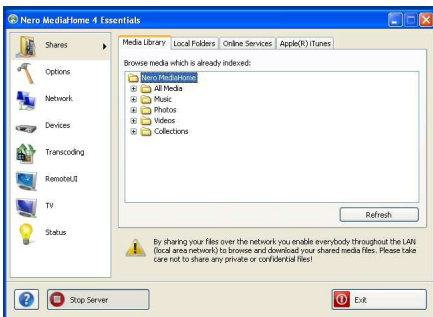 Nero MediaHome 4 Essentials
Shares
Options
Network
Devices
Transcoding
RemoteUI
TV
Status
Media Library
Local Folders
Online Services
Apple(R) iTunes
Browse media which is already indexed:
Nero MediaHome
All Media
Music
Photos
Videos
Collections
Refresh
By sharing your files over the network you enable everybody throughout the LAN
(local area network) to browse and download your shared media files. Please take
care not to share any private or confidential files!
Stop Server
Exit